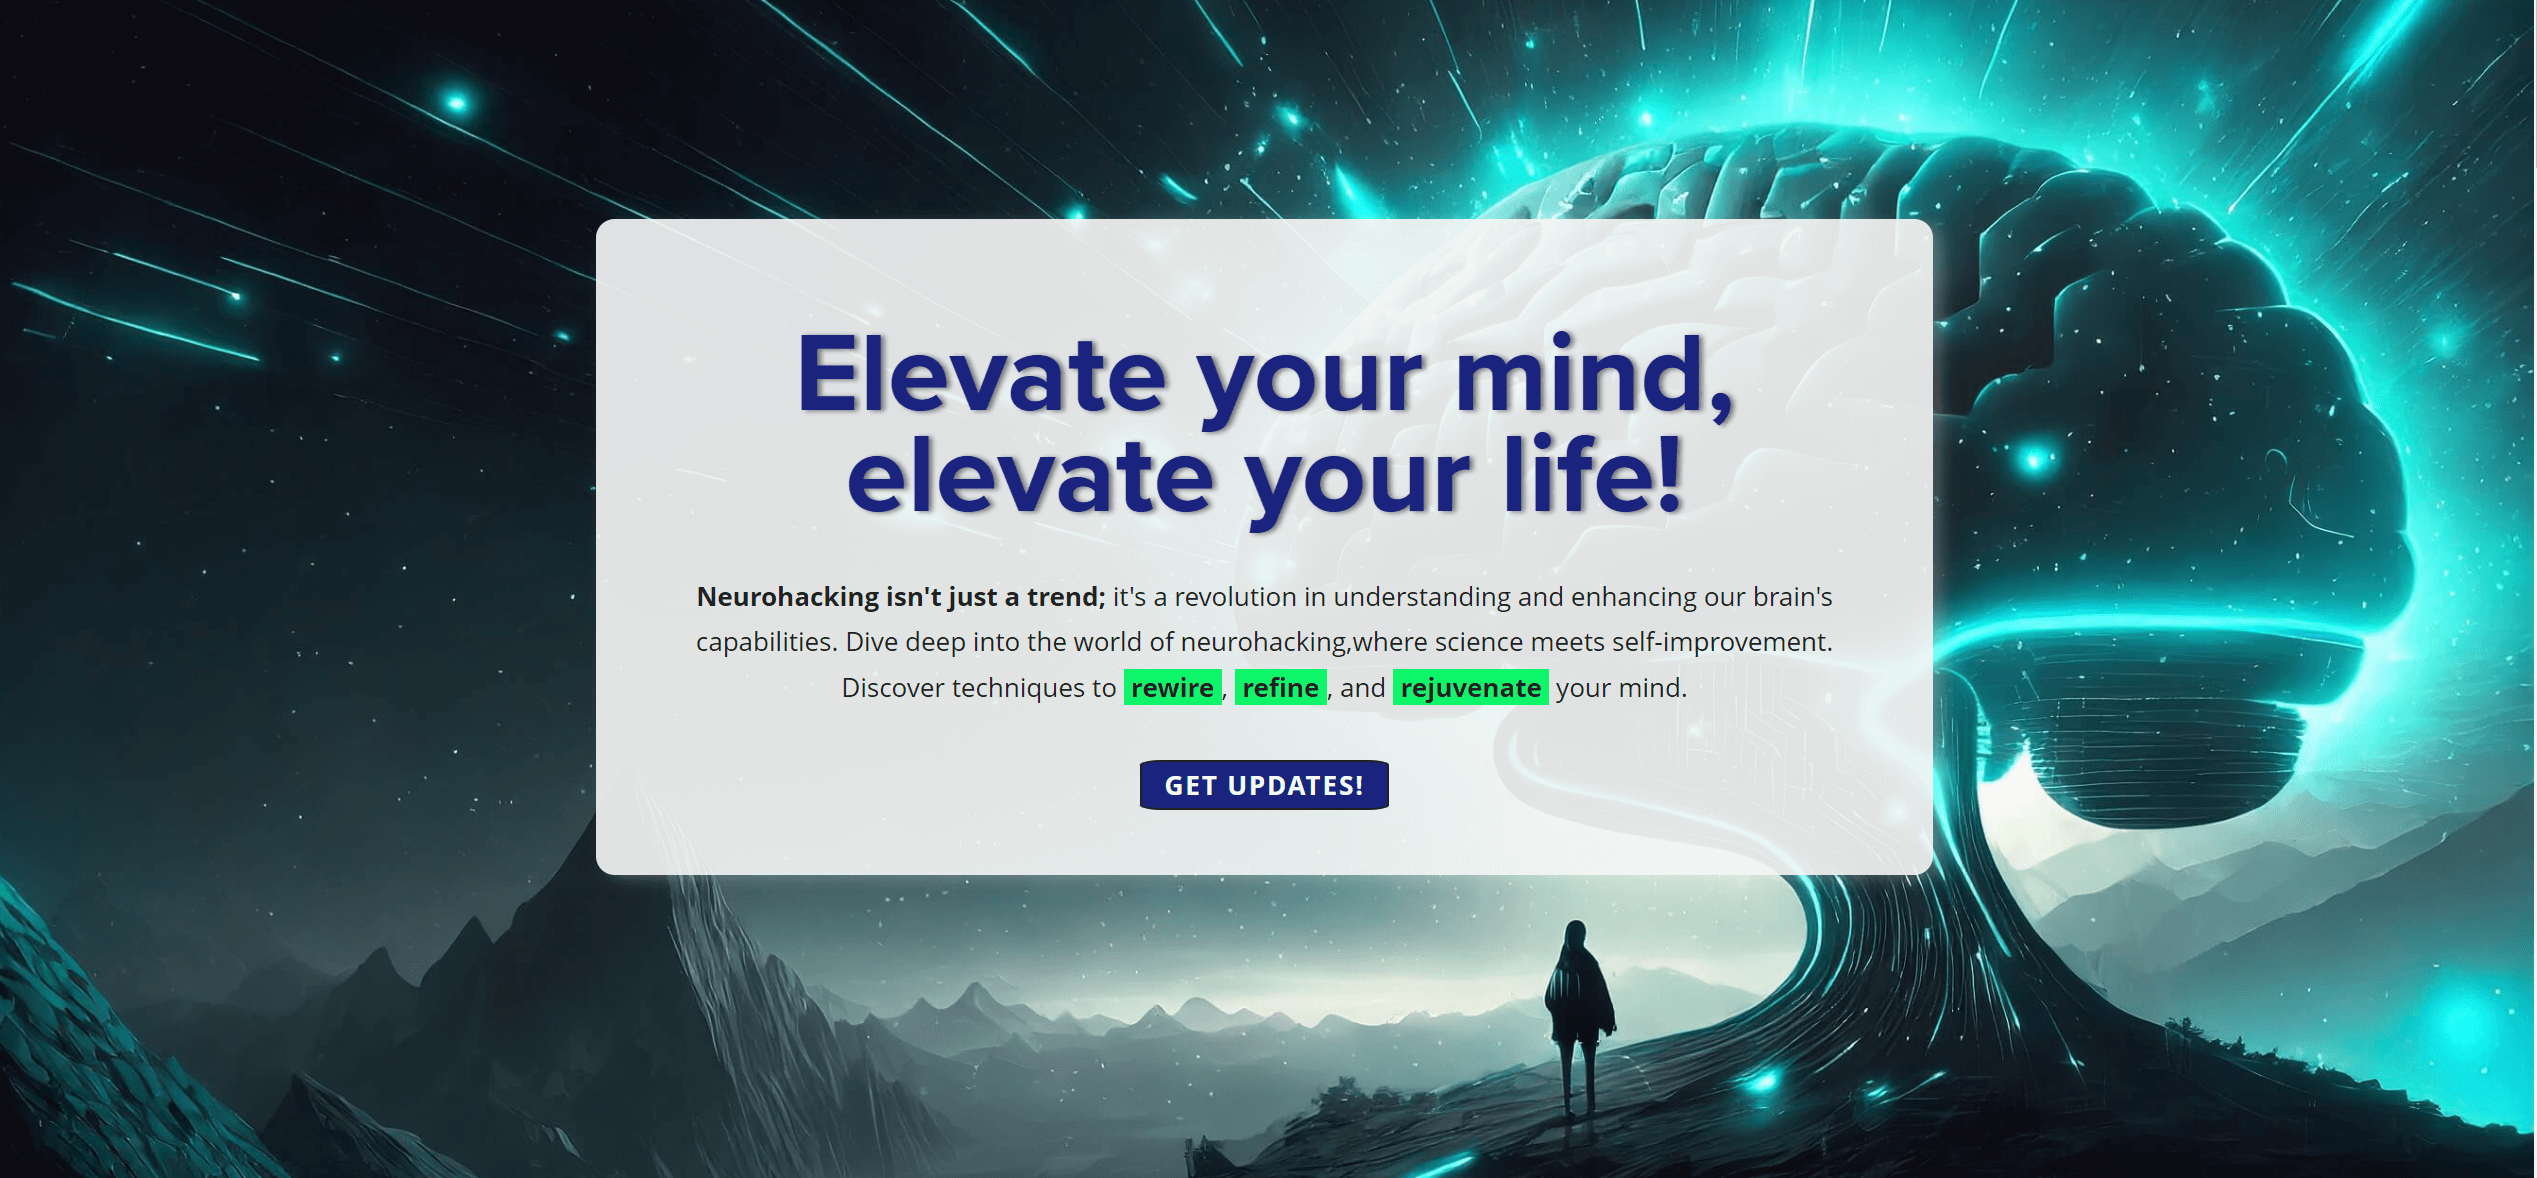 Elevate your mind,
elevate your life!
Neurohacking isn't just a trend; it's a revolution in understanding and enhancing our brain's
capabilities. Dive deep into the world of neurohacking,where science meets self-improvement.
Discover techniques to rewire, refine, and rejuvenate your mind.
GET UPDATES!